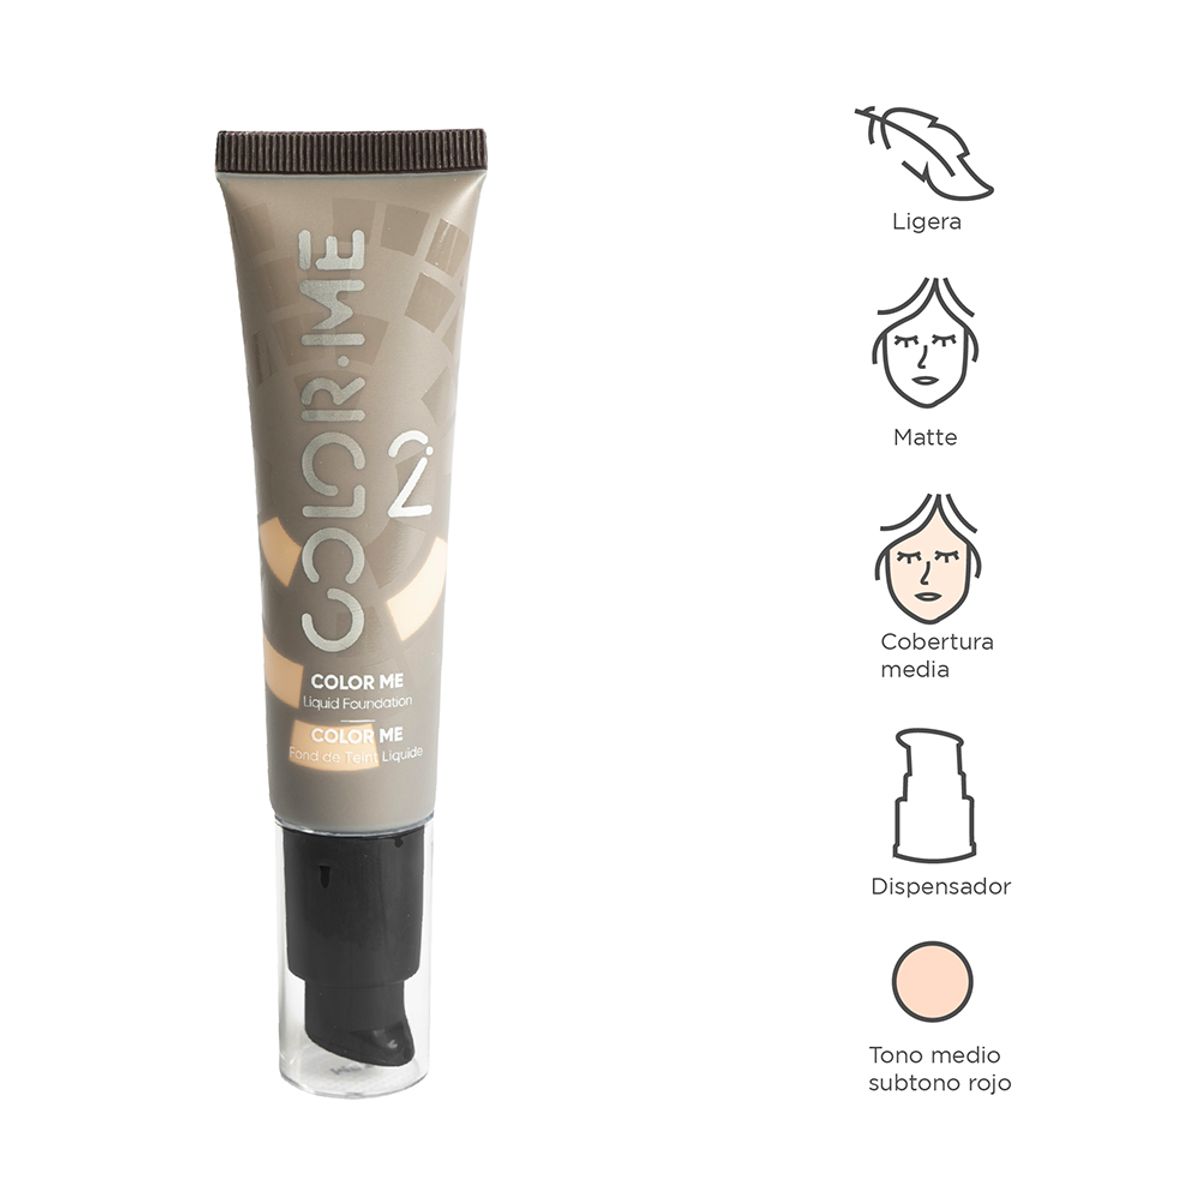 COLOR·ME
2
COLOR ME
Liquid Foundation
COLOR ME
Fond de Teint Liquide
Ligera
Matte
Cobertura
media
Dispensador
Tono medio
subtono rojo